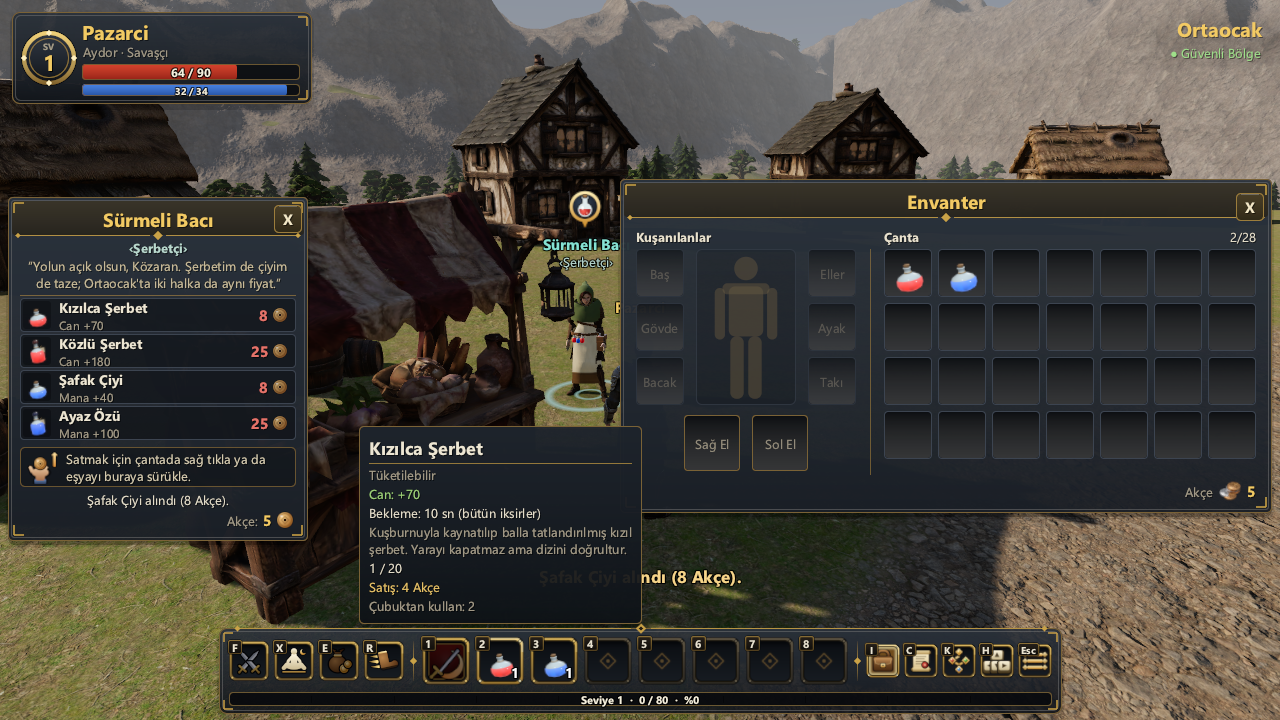 SV
1
Pazarci
Aydor · Savaşçı
64 / 90
32 / 34
Ortaocak
• Güvenli Bölge
Sürmeli Bacı
X
‹Şerbetçi›
"Yolun açık olsun, Közaran. Şerbetim de çiyim
de taze; Ortaocak'ta iki halka da aynı fiyat."
Kızılca Şerbet
Can +70
8
Közlü Şerbet
Can +180
25
Şafak Çiyi
Mana +40
8
Ayaz Özü
Mana +100
25
Satmak için çantada sağ tıkla ya da
eşyayı buraya sürükle.
Şafak Çiyi alındı (8 Akçe).
Akçe: 5
Sürmeli Ba
‹Şerbetçi›
Envanter
X
Kuşanılanlar
Baş
Gövde
Bacak
Eller
Ayak
Takı
Sağ El
Sol El
Çanta
2/28
Akçe
5
Kızılca Şerbet
Tüketilebilir
Can: +70
Bekleme: 10 sn (bütün iksirler)
Kuşburnuyla kaynatılıp balla tatlandırılmış kızıl
şerbet. Yarayı kapatmaz ama dizini doğrultur.
1 / 20
Satış: 4 Akçe
Çubuktan kullan: 2
Şafak Çiyi alındı (8 Akçe).
F
X
E
R
1
2
1
3
1
4
5
6
7
8
I
C
K
H
Esc
Seviye 1 · 0 / 80 · %0